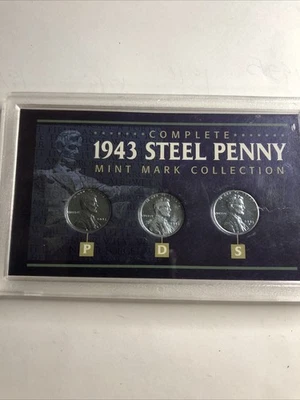 COMPLETE
1943 STEEL PENNY
MINT MARK COLLECTION
P D S